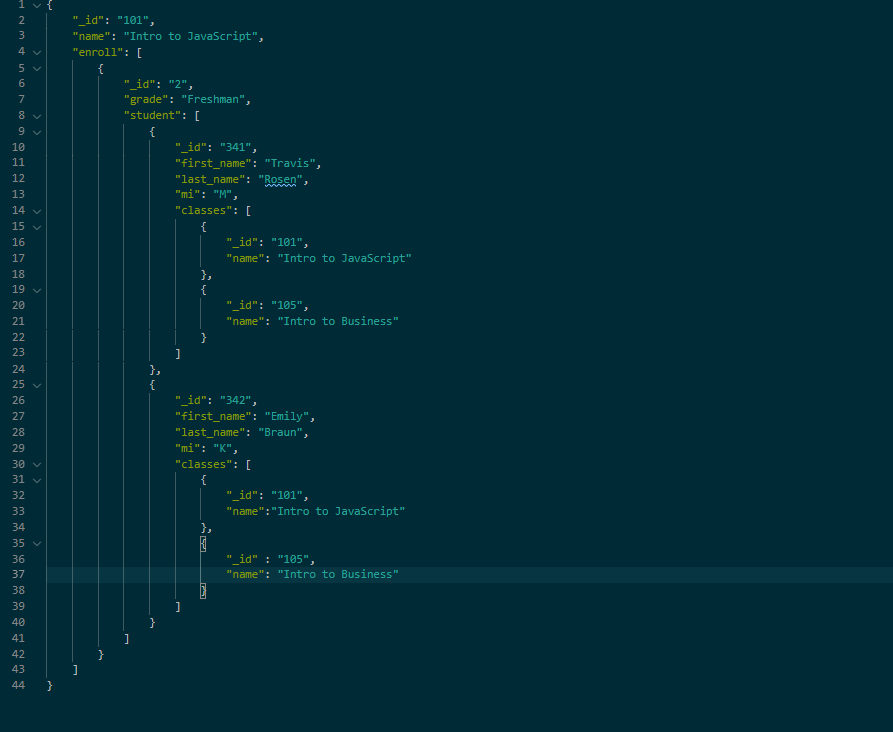 1 {
2     "_id": "101",
3     "name": "Intro to JavaScript",
4     "enroll": [
5         {
6             "_id": "2",
7             "grade": "Freshman",
8             "student": [
9                 {
10                     "_id": "341",
11                     "first_name": "Travis",
12                     "last_name": "Rosen",
13                     "mi": "M",
14                     "classes": [
15                         {
16                             "_id": "101",
17                             "name": "Intro to JavaScript"
18                         },
19                         {
20                             "_id": "105",
21                             "name": "Intro to Business"
22                         }
23                     ]
24                 },
25                 {
26                     "_id": "342",
27                     "first_name": "Emily",
28                     "last_name": "Braun",
29                     "mi": "K",
30                     "classes": [
31                         {
32                             "_id": "101",
33                             "name":"Intro to JavaScript"
34                         },
35                         {
36                             "_id" : "105",
37                             "name": "Intro to Business"
38                         }
39                     ]
40                 }
41             ]
42         }
43     ]
44 }